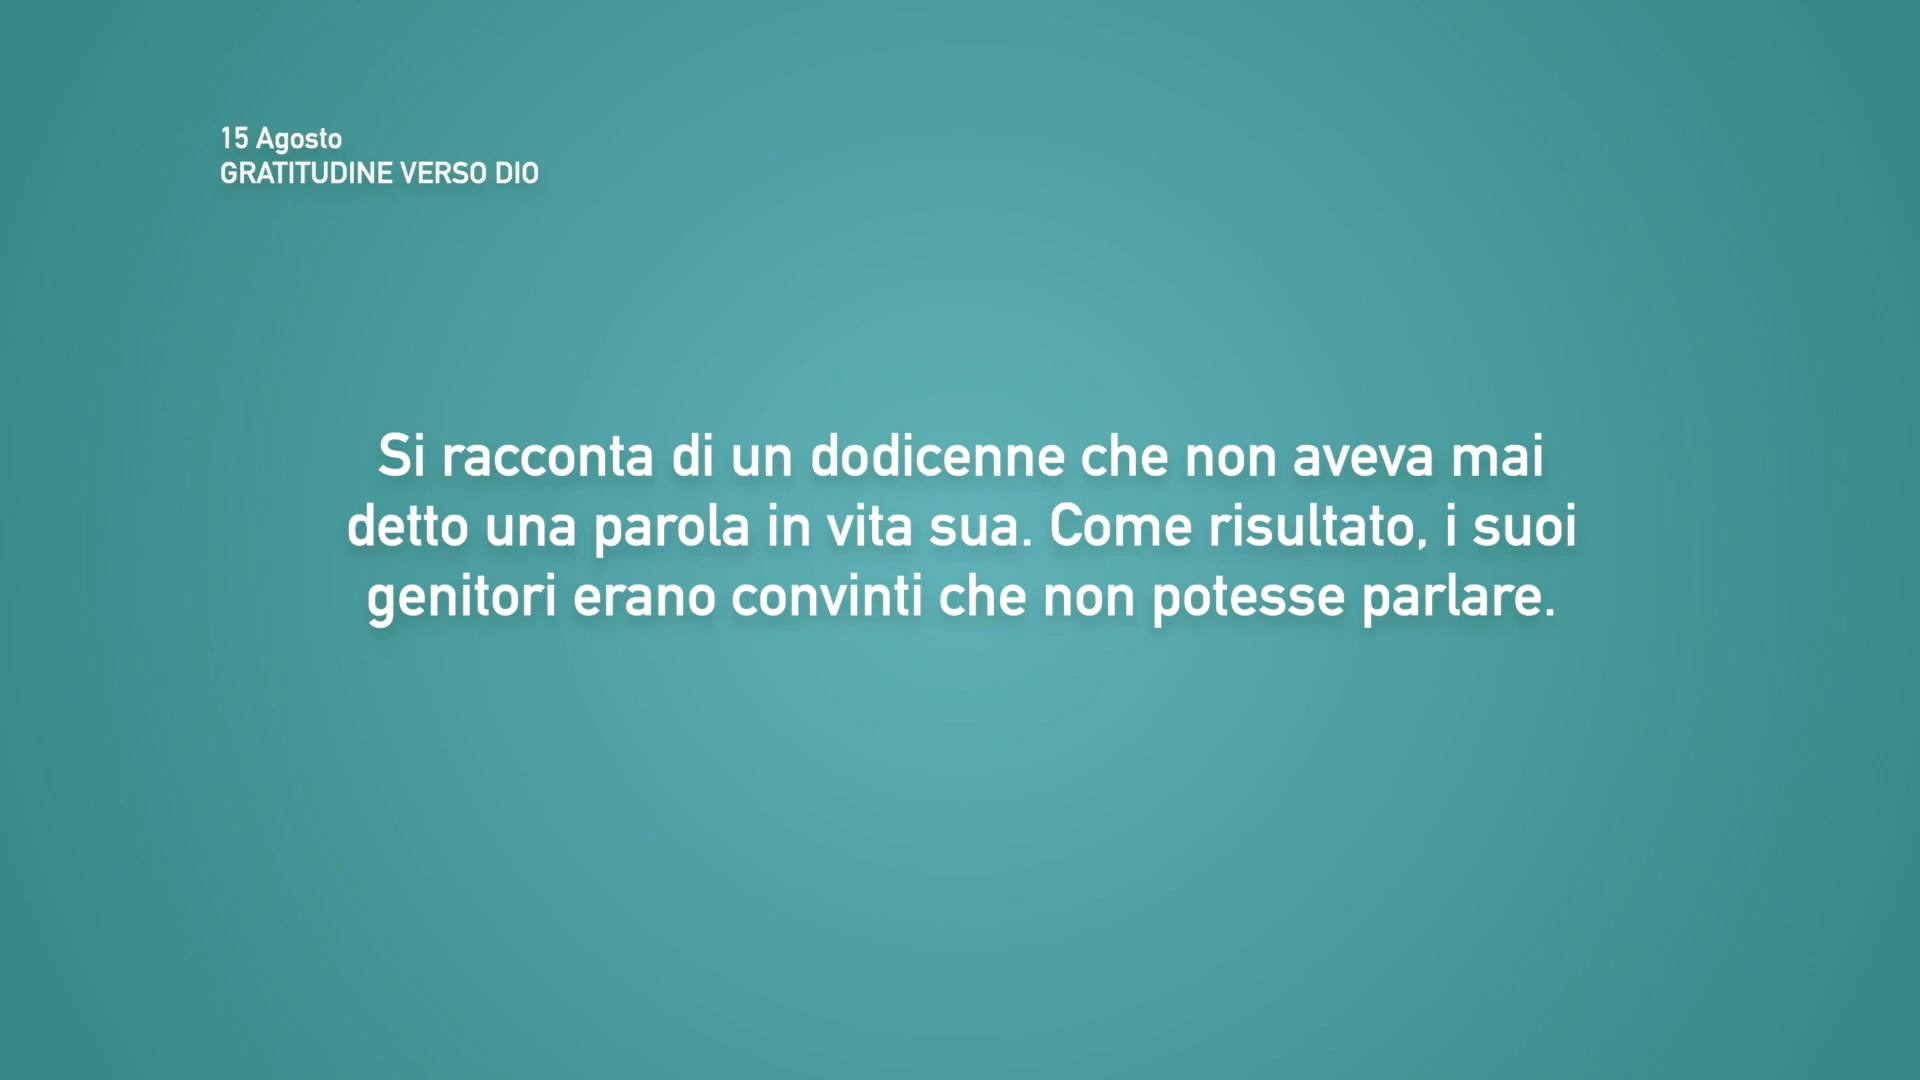 15 Agosto
GRATITUDINE VERSO DIO
Si racconta di un dodicenne che non aveva mai
detto una parola in vita sua. Come risultato, i suoi
genitori erano convinti che non potesse parlare.